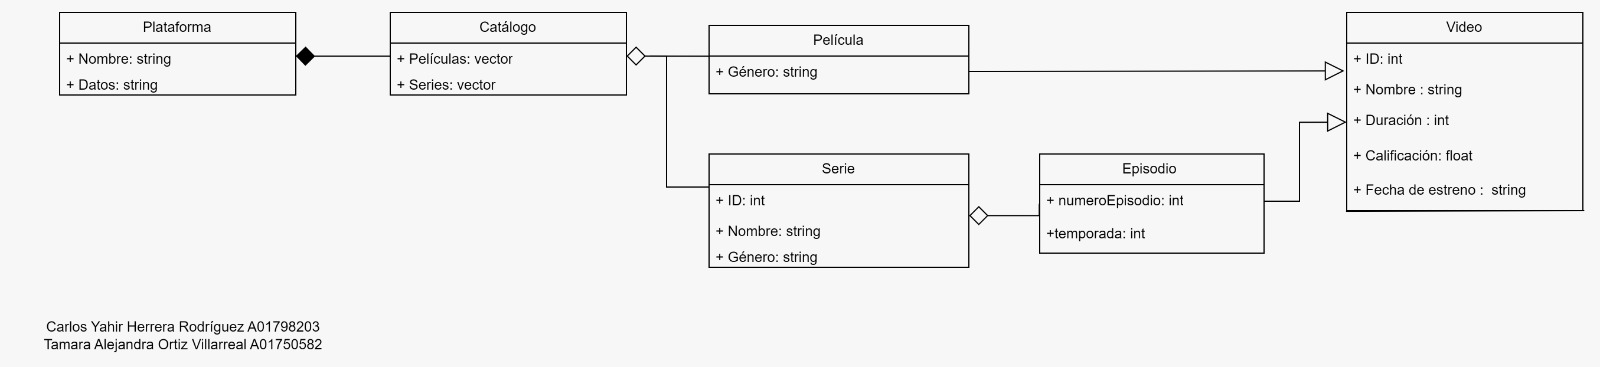 Plataforma
+ Nombre: string
+ Datos: string
Catálogo
+ Películas: vector
+ Series: vector
Película
+ Género: string
Serie
+ ID: int
+ Nombre: string
+ Género: string
Episodio
+ numeroEpisodio: int
+temporada: int
Video
+ ID: int
+ Nombre : string
+ Duración : int
+ Calificación: float
+ Fecha de estreno :  string
Carlos Yahir Herrera Rodríguez A01798203
Tamara Alejandra Ortiz Villarreal A01750582